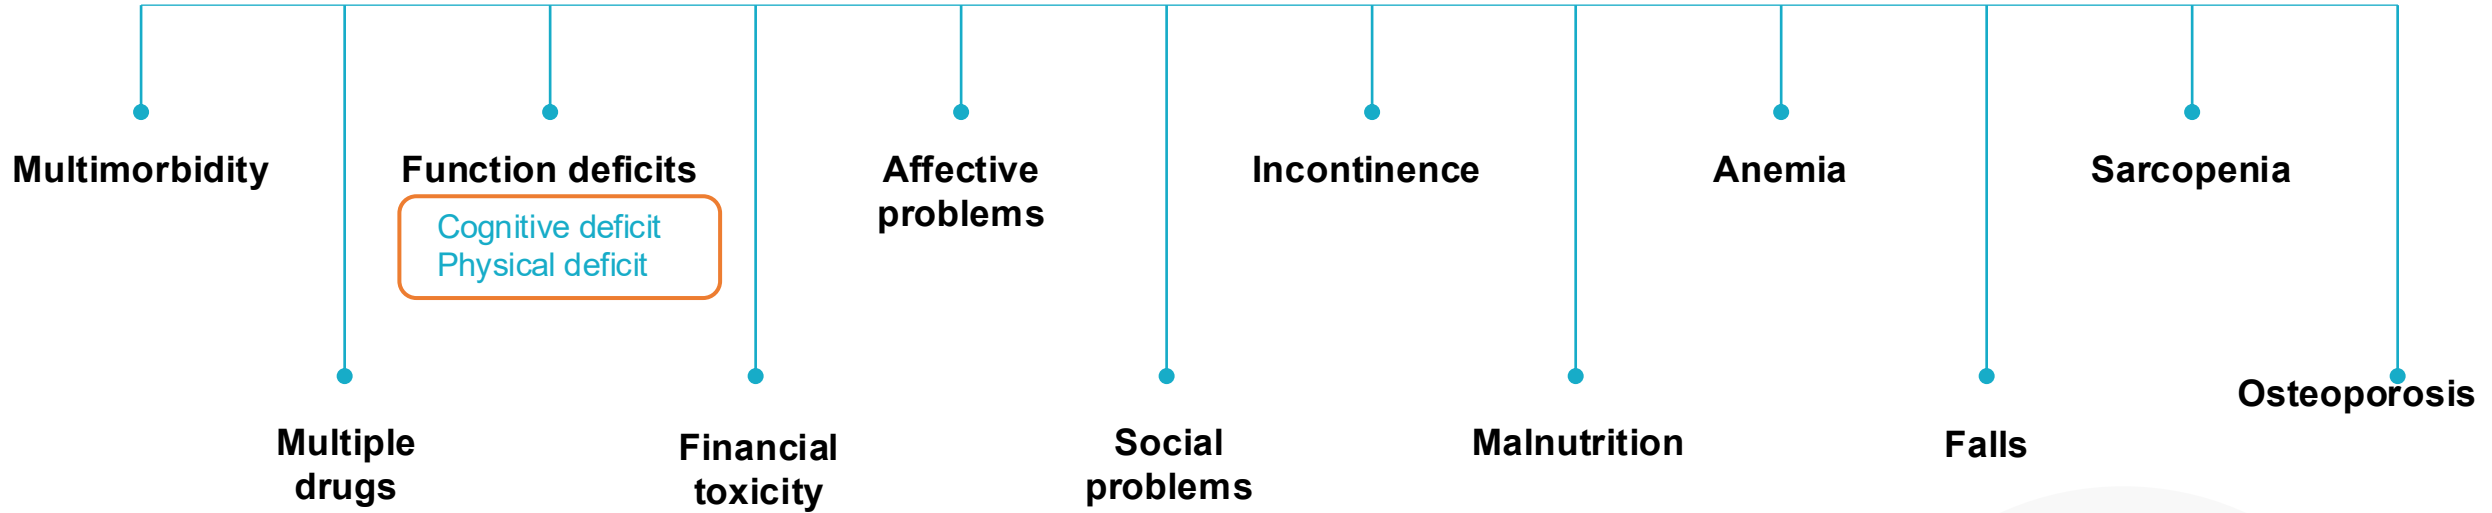 Multimorbidity
Function deficits
Cognitive deficit
Physical deficit
Affective
problems
Incontinence
Anemia
Sarcopenia
Multiple
drugs
Financial
toxicity
Social
problems
Malnutrition
Falls
Osteoporosis